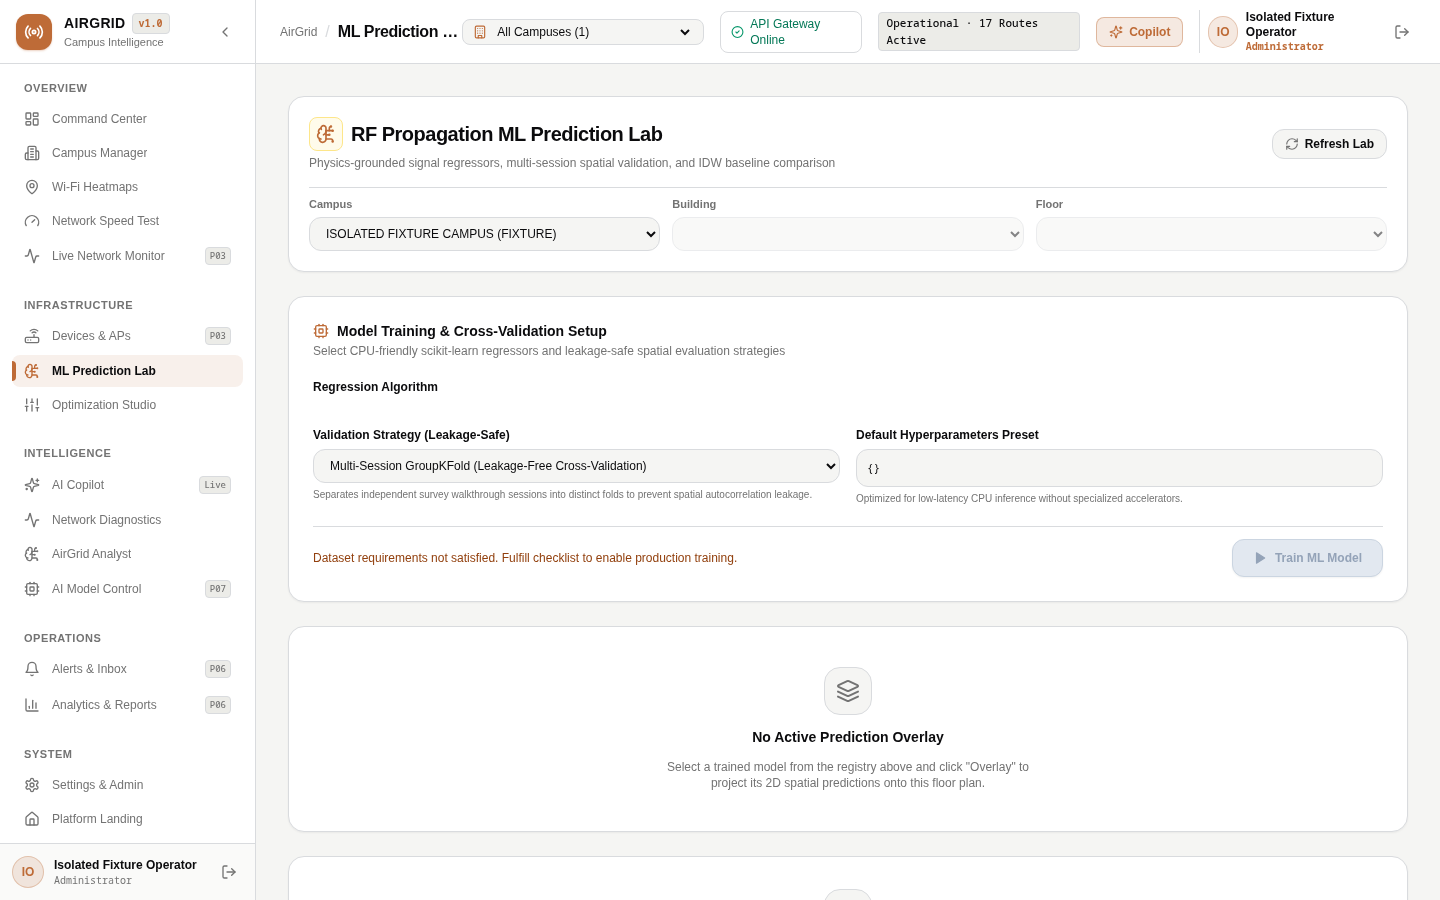 AIRGRID v1.0
Campus Intelligence
OVERVIEW
Command Center
Campus Manager
Wi-Fi Heatmaps
Network Speed Test
Live Network Monitor P03
INFRASTRUCTURE
Devices & APs P03
ML Prediction Lab
Optimization Studio
INTELLIGENCE
AI Copilot Live
Network Diagnostics
AirGrid Analyst
AI Model Control P07
OPERATIONS
Alerts & Inbox P06
Analytics & Reports P06
SYSTEM
Settings & Admin
Platform Landing
IO Isolated Fixture Operator
Administrator
AirGrid / ML Prediction ...
All Campuses (1)
API Gateway
Online
Operational · 17 Routes
Active
Copilot
IO
Isolated Fixture
Operator
Administrator
RF Propagation ML Prediction Lab
Physics-grounded signal regressors, multi-session spatial validation, and IDW baseline comparison
Refresh Lab
Campus Building Floor
ISOLATED FIXTURE CAMPUS (FIXTURE)
Model Training & Cross-Validation Setup
Select CPU-friendly scikit-learn regressors and leakage-safe spatial evaluation strategies
Regression Algorithm
Validation Strategy (Leakage-Safe)
Multi-Session GroupKFold (Leakage-Free Cross-Validation)
Separates independent survey walkthrough sessions into distinct folds to prevent spatial autocorrelation leakage.
Default Hyperparameters Preset
{}
Optimized for low-latency CPU inference without specialized accelerators.
Dataset requirements not satisfied. Fulfill checklist to enable production training.
Train ML Model
No Active Prediction Overlay
Select a trained model from the registry above and click "Overlay" to
project its 2D spatial predictions onto this floor plan.